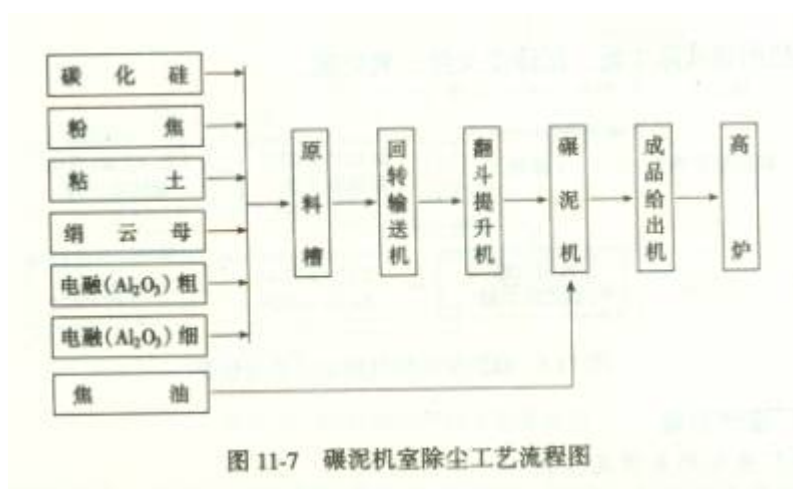 碳化硅
粉焦
粘土
绢云母
电融(Al₂O₃)粗
电融(Al₂O₃)细
焦油
原料槽
回转输送机
翻斗提升机
碾泥机
成品给出机
高炉
图 11-7 碾泥机室除尘工艺流程图